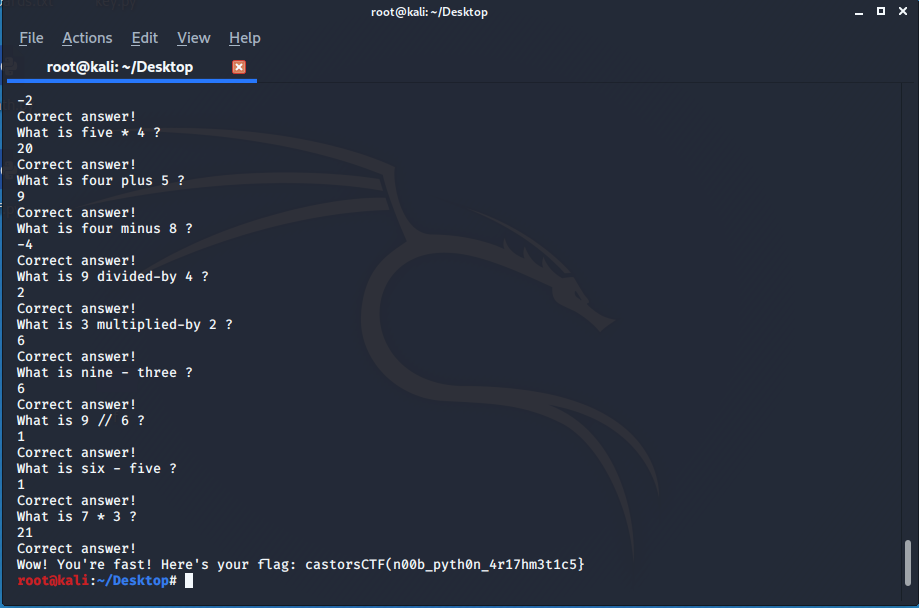 root@kali: ~/Desktop
File Actions Edit View Help
root@kali: ~/Desktop
-2
Correct answer!
What is five * 4 ?
20
Correct answer!
What is four plus 5 ?
9
Correct answer!
What is four minus 8 ?
-4
Correct answer!
What is 9 divided-by 4 ?
2
Correct answer!
What is 3 multiplied-by 2 ?
6
Correct answer!
What is nine - three ?
6
Correct answer!
What is 9 // 6 ?
1
Correct answer!
What is six - five ?
1
Correct answer!
What is 7 * 3 ?
21
Correct answer!
Wow! You're fast! Here's your flag: castorsCTF(n00b_pyth0n_4r17hm3t1c5}
root@kali:~/Desktop#